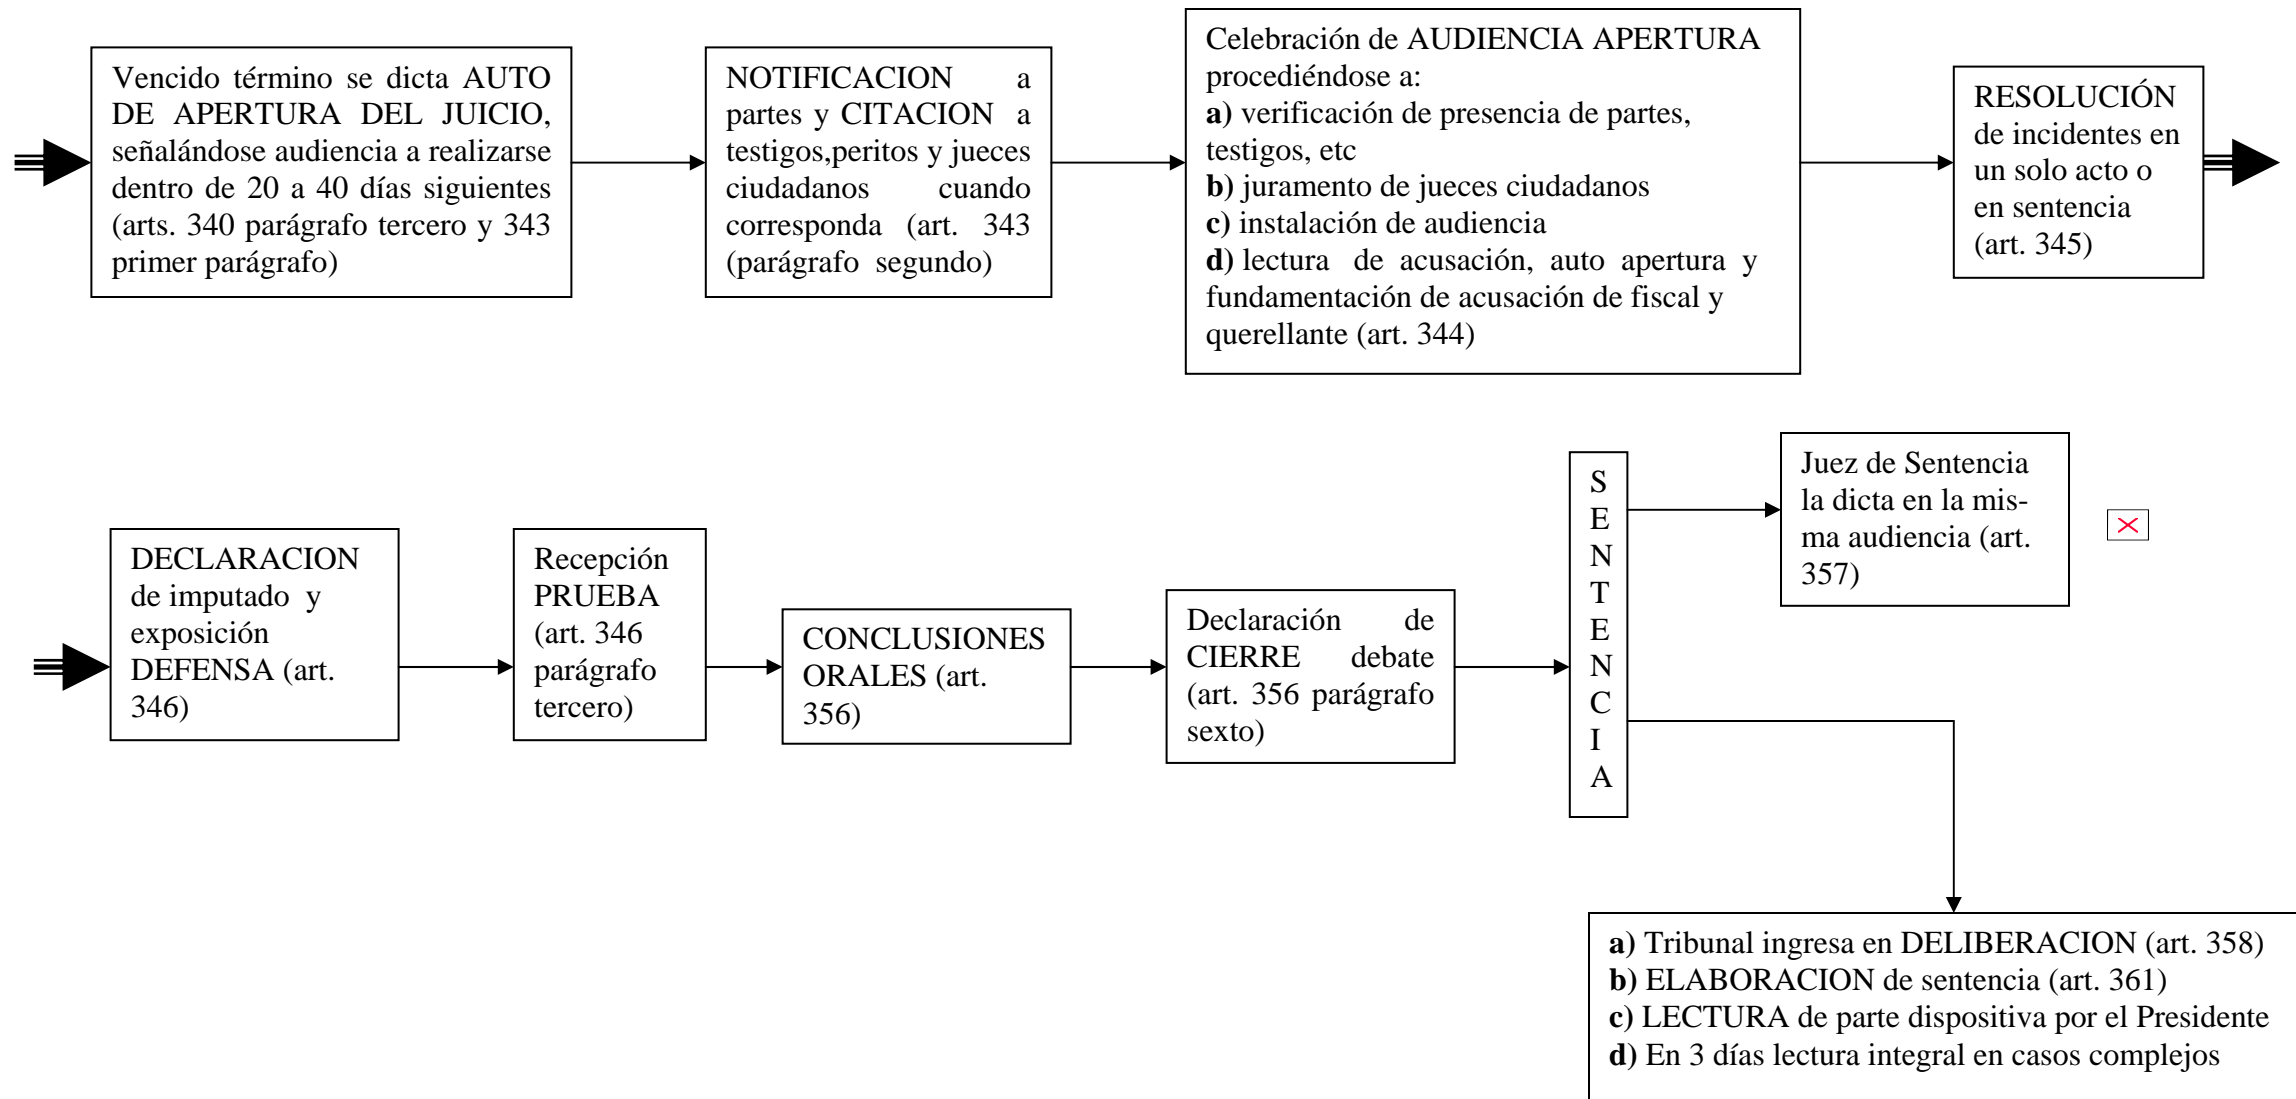 Vencido término se dicta AUTO
DE APERTURA DEL JUICIO,
señalándose audiencia a realizarse
dentro de 20 a 40 días siguientes
(arts. 340 parágrafo tercero y 343
primer parágrafo)
NOTIFICACION a
partes y CITACION a
testigos,peritos y jueces
ciudadanos cuando
corresponda (art. 343
(parágrafo segundo)
Celebración de AUDIENCIA APERTURA
procediéndose a:
a) verificación de presencia de partes,
testigos, etc
b) juramento de jueces ciudadanos
c) instalación de audiencia
d) lectura de acusación, auto apertura y
fundamentación de acusación de fiscal y
querellante (art. 344)
RESOLUCIÓN
de incidentes en
un solo acto o
en sentencia
(art. 345)
DECLARACION
de imputado y
exposición
DEFENSA (art.
346)
Recepción
PRUEBA
(art. 346
parágrafo
tercero)
CONCLUSIONES
ORALES (art.
356)
Declaración de
CIERRE debate
(art. 356 parágrafo
sexto)
S
E
N
T
E
N
C
I
A
Juez de Sentencia
la dicta en la mis-
ma audiencia (art.
357)
a) Tribunal ingresa en DELIBERACION (art. 358)
b) ELABORACION de sentencia (art. 361)
c) LECTURA de parte dispositiva por el Presidente
d) En 3 días lectura integral en casos complejos